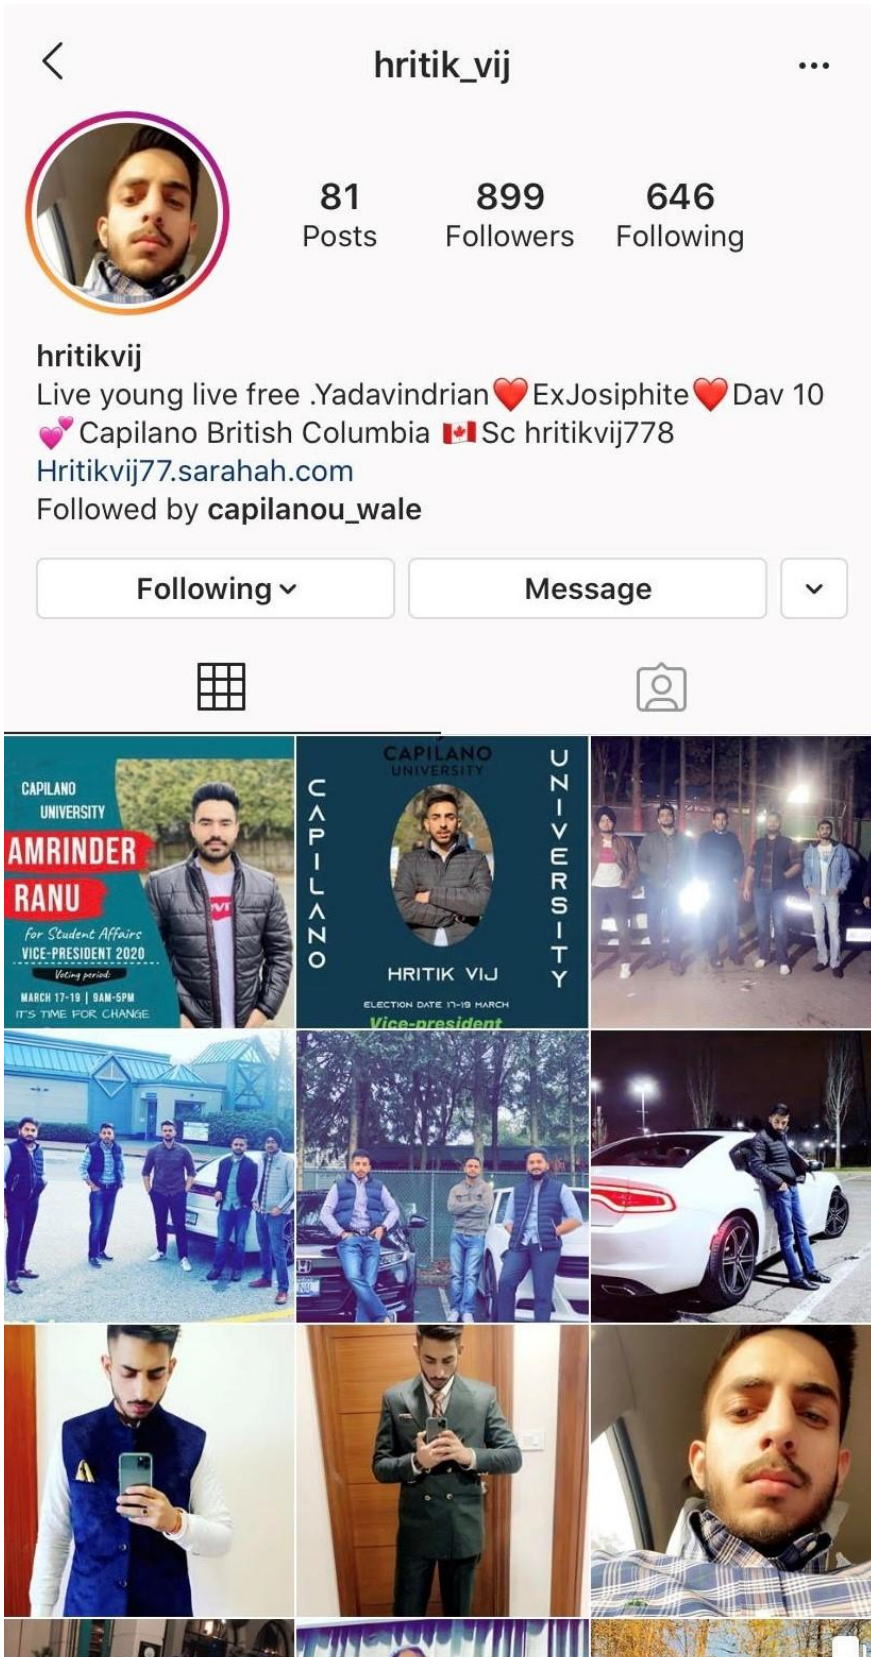 hritik_vij
81
899
646
Posts
Followers
Following
hritikvij
Live young live free .Yadavindrian❤️ExJosiphite❤️Dav 10
💕Capilano British Columbia 🇨🇦Sc hritikvij778
Hritikvij77.sarahah.com
Followed by capilanou_wale
Following
Message
CAPILANO
UNIVERSITY
AMRINDER
RANU
for Student Affairs
VICE-PRESIDENT 2020
Voting period:
MARCH 17-19 | 9AM-5PM
IT'S TIME FOR CHANGE
CAPILANO
UNIVERSITY
CAPILANO
UNIVERSITY
HRITIK VIJ
ELECTION DATE 17-19 MARCH
Vice-president